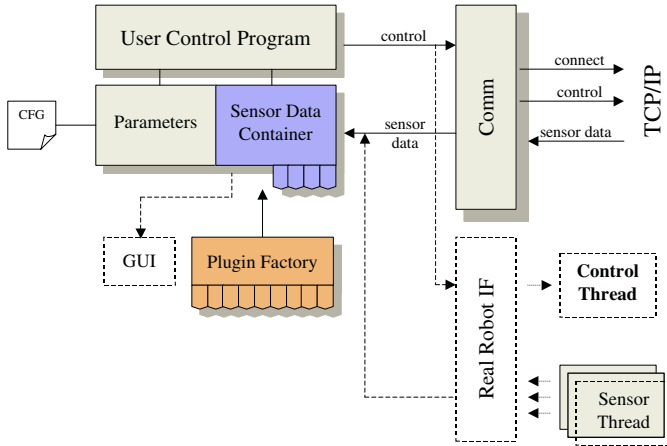 User Control Program
control
connect
CFG
Parameters
Sensor Data
Container
Comm
control
TCP/IP
sensor
data
sensor data
GUI
Plugin Factory
Real Robot IF
Control
Thread
Sensor
Thread